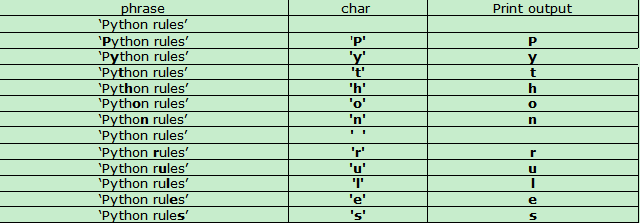 phrase char Print output
‘Python rules’
‘Python rules’ 'P' P
‘Python rules’ 'y' y
‘Python rules’ 't' t
‘Python rules’ 'h' h
‘Python rules’ 'o' o
‘Python rules’ 'n' n
‘Python rules’ ' '
‘Python rules’ 'r' r
‘Python rules’ 'u' u
‘Python rules’ 'l' l
‘Python rules’ 'e' e
‘Python rules’ 's' s